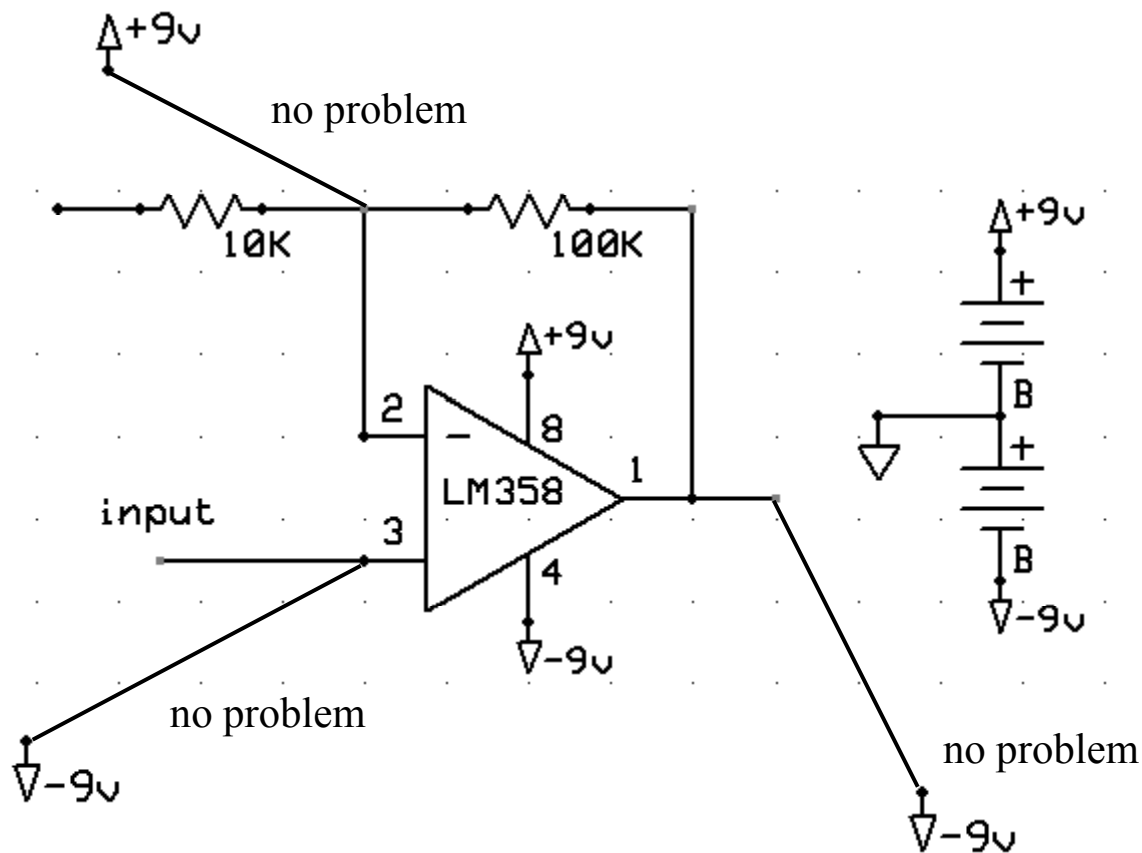 +9v
no problem
10K
100K
+9v
+9v
+
2
8
B
-
1
+
LM358
input
3
4
B
-9v
-9v
no problem
no problem
-9v
-9v